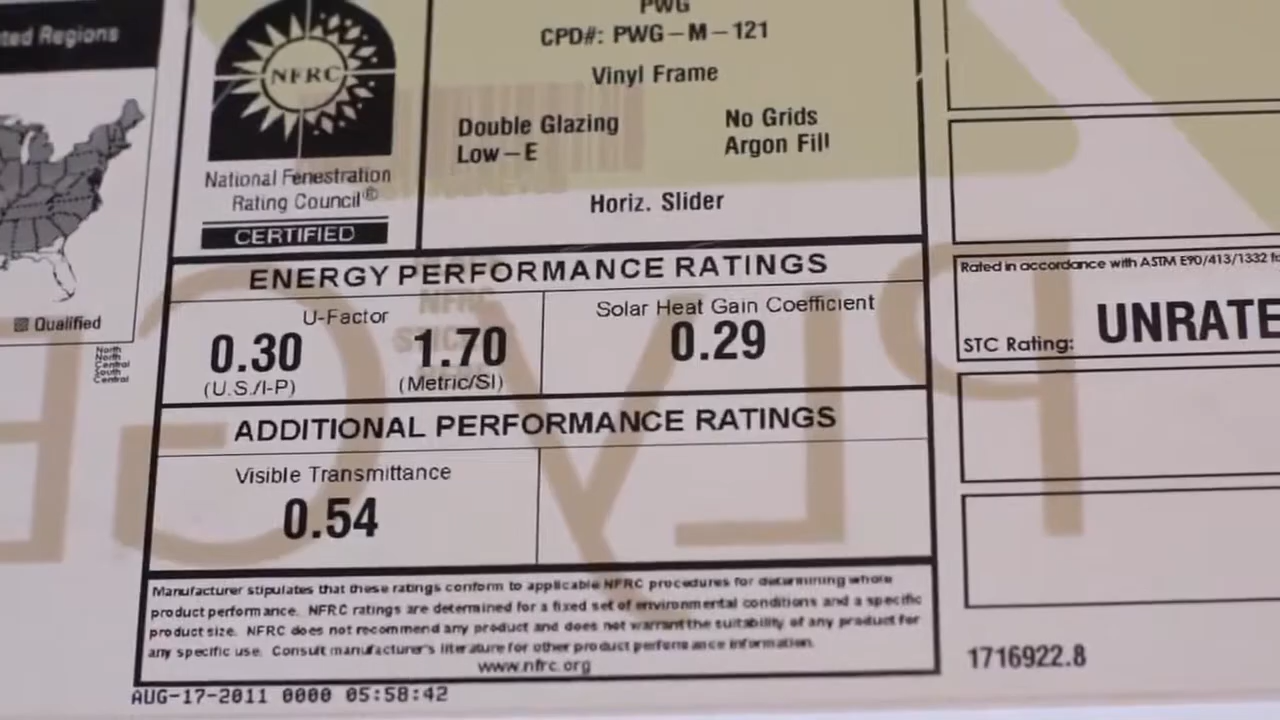 ted Regions
Qualified
North
North
Central
South
Central
NFRC
National Fenestration
Rating Council®
CERTIFIED
PWG
CPD#: PWG-M-121
Vinyl Frame
Double Glazing
Low-E
No Grids
Argon Fill
Horiz. Slider
ENERGY PERFORMANCE RATINGS
U-Factor
0.30
(U.S./I-P)
1.70
(Metric/SI)
Solar Heat Gain Coefficient
0.29
ADDITIONAL PERFORMANCE RATINGS
Visible Transmittance
0.54
Manufacturer stipulates that these ratings conform to applicable NFRC procedures for determining whole
product performance. NFRC ratings are determined for a fixed set of environmental conditions and a specific
product size. NFRC does not recommend any product and does not warrant the suitability of any product for
any specific use. Consult manufacturer's literature for other product performance information.
www.nfrc.org
AUG-17-2011 0000 05:58:42
Rated in accordance with ASTM E90/413/1332 fo
STC Rating: UNRATE
1716922.8